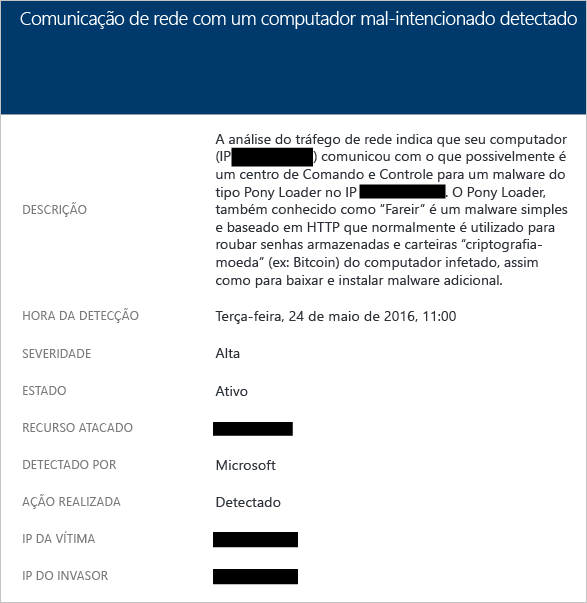 Comunicação de rede com um computador mal-intencionado detectado
A análise do tráfego de rede indica que seu computador
(IP ) comunicou com o que possivelmente é
um centro de Comando e Controle para um malware do
tipo Pony Loader no IP . O Pony Loader,
DESCRIÇÃO
também conhecido como “Fareir” é um malware simples
e baseado em HTTP que normalmente é utilizado para
roubar senhas armazenadas e carteiras “criptografia-
moeda” (ex: Bitcoin) do computador infetado, assim
como para baixar e instalar malware adicional.
HORA DA DETECÇÃO Terça-feira, 24 de maio de 2016, 11:00
SEVERIDADE Alta
ESTADO Ativo
RECURSO ATACADO
DETECTADO POR Microsoft
AÇÃO REALIZADA Detectado
IP DA VÍTIMA
IP DO INVASOR